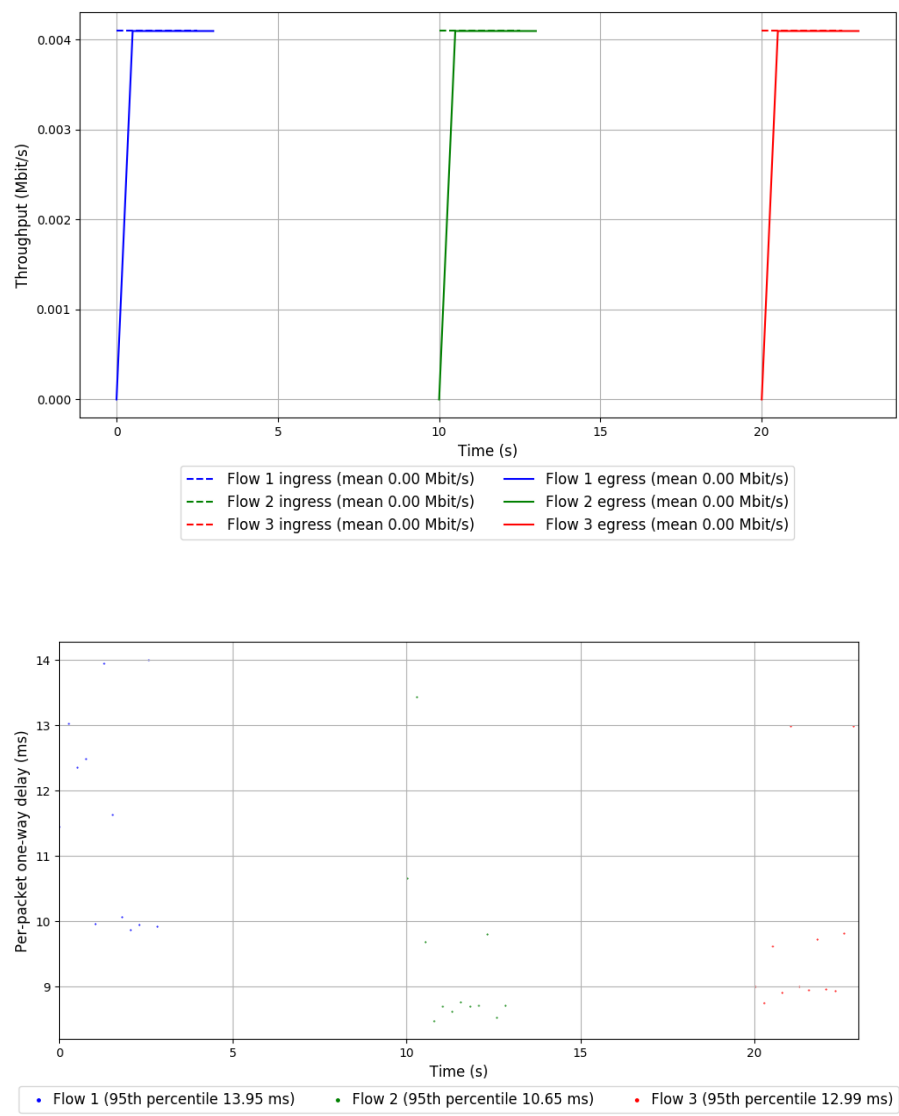 0.004
0.003
0.002
0.001
0.000
Throughput (Mbit/s)
0 5 10 15 20
Time (s)
Flow 1 ingress (mean 0.00 Mbit/s) Flow 1 egress (mean 0.00 Mbit/s)
Flow 2 ingress (mean 0.00 Mbit/s) Flow 2 egress (mean 0.00 Mbit/s)
Flow 3 ingress (mean 0.00 Mbit/s) Flow 3 egress (mean 0.00 Mbit/s)
14
13
12
11
10
9
Per-packet one-way delay (ms)
0 5 10 15 20
Time (s)
Flow 1 (95th percentile 13.95 ms) Flow 2 (95th percentile 10.65 ms) Flow 3 (95th percentile 12.99 ms)